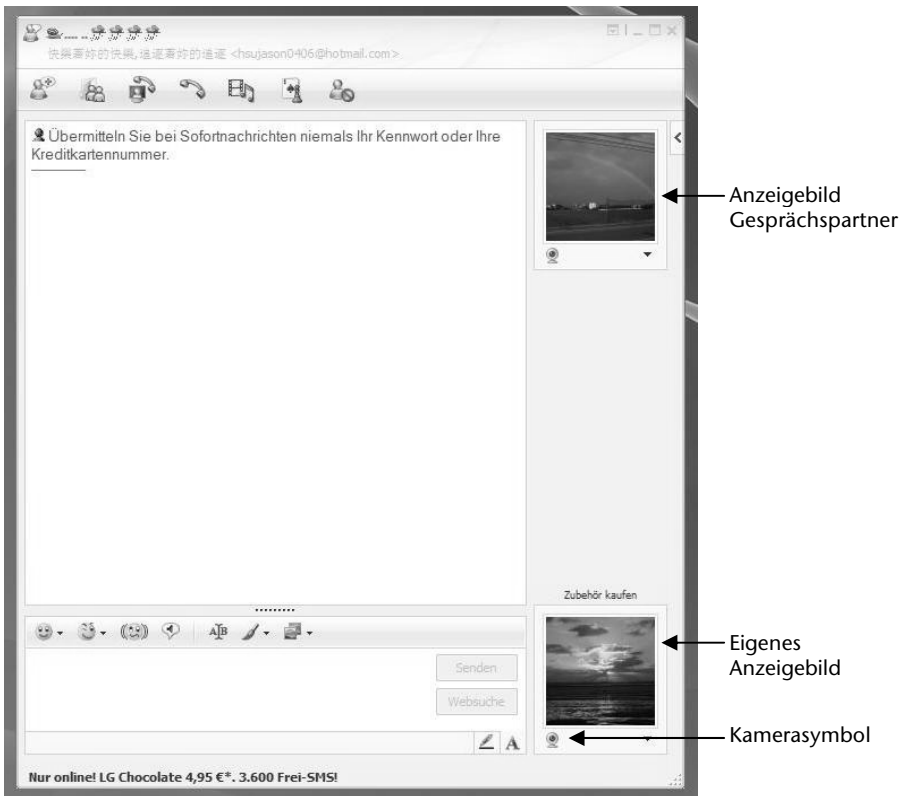 快樂著妳的快樂,追逐著妳的追逐 <hsujason0406@hotmail.com>
Übermitteln Sie bei Sofortnachrichten niemals Ihr Kennwort oder Ihre
Kreditkartennummer.
Anzeigebild
Gesprächspartner
Zubehör kaufen
Eigenes
Anzeigebild
Senden
Websuche
Kamerasymbol
Nur online! LG Chocolate 4,95 €*. 3.600 Frei-SMS!